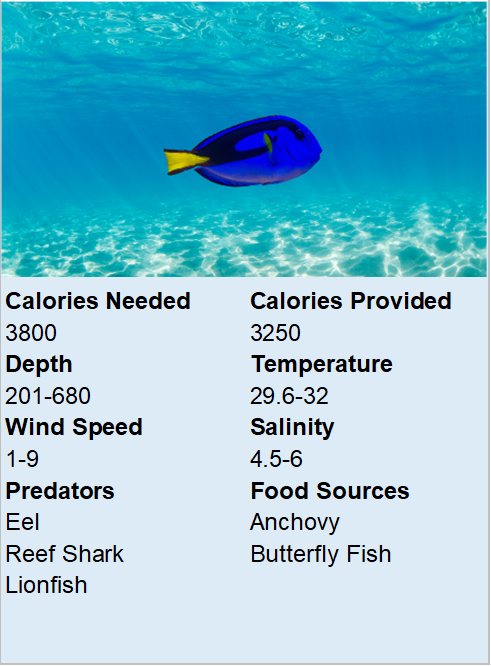 Calories Needed
3800
Depth
201-680
Wind Speed
1-9
Predators
Eel
Reef Shark
Lionfish
Calories Provided
3250
Temperature
29.6-32
Salinity
4.5-6
Food Sources
Anchovy
Butterfly Fish